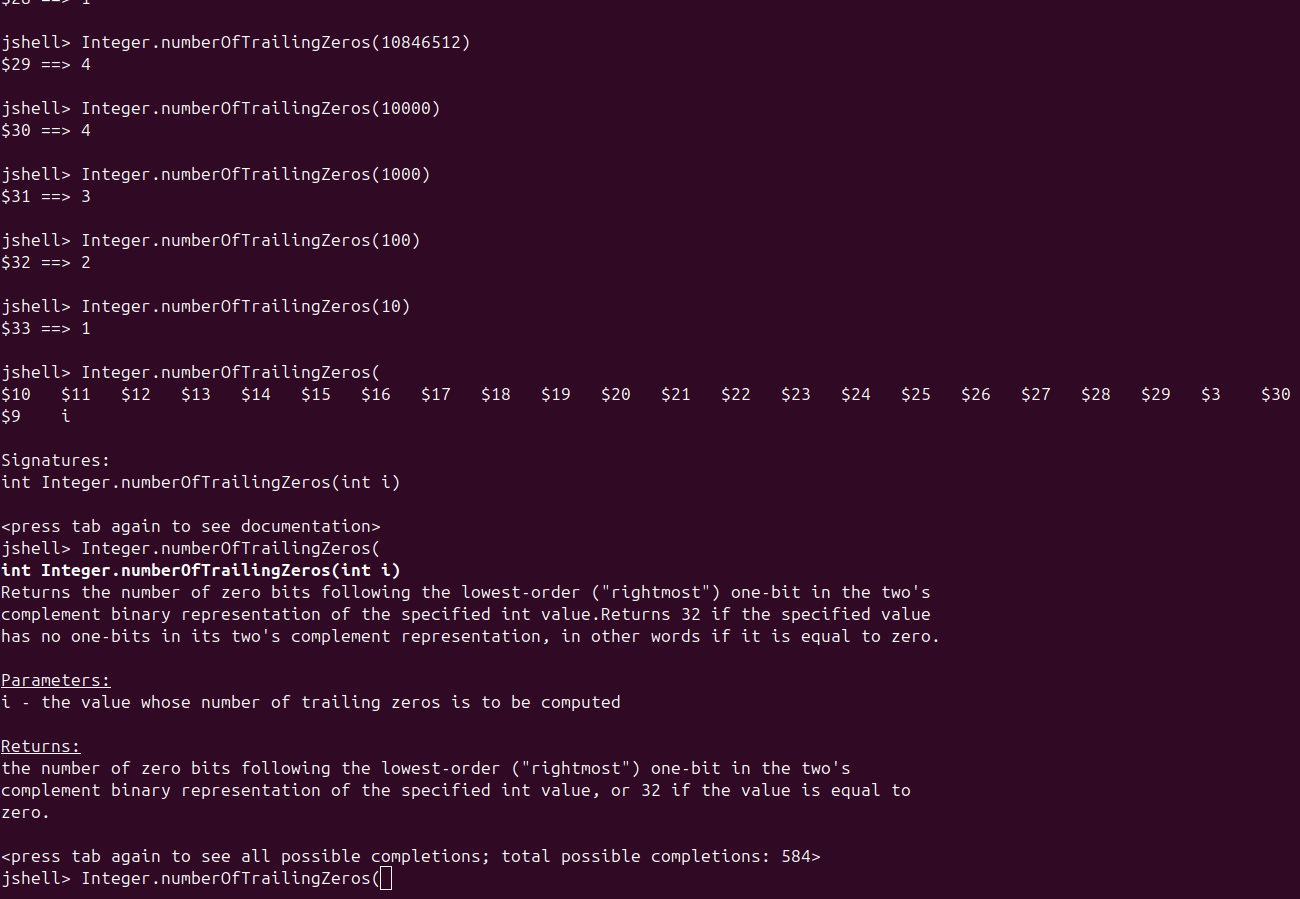 $28 ==> 1
jshell> Integer.numberOfTrailingZeros(10846512)
$29 ==> 4
jshell> Integer.numberOfTrailingZeros(10000)
$30 ==> 4
jshell> Integer.numberOfTrailingZeros(1000)
$31 ==> 3
jshell> Integer.numberOfTrailingZeros(100)
$32 ==> 2
jshell> Integer.numberOfTrailingZeros(10)
$33 ==> 1
jshell> Integer.numberOfTrailingZeros(
$10 $11 $12 $13 $14 $15 $16 $17 $18 $19 $20 $21 $22 $23 $24 $25 $26 $27 $28 $29 $3 $30
$9 i
Signatures:
int Integer.numberOfTrailingZeros(int i)
<press tab again to see documentation>
jshell> Integer.numberOfTrailingZeros(
int Integer.numberOfTrailingZeros(int i)
Returns the number of zero bits following the lowest-order ("rightmost") one-bit in the two's
complement binary representation of the specified int value.Returns 32 if the specified value
has no one-bits in its two's complement representation, in other words if it is equal to zero.
Parameters:
i - the value whose number of trailing zeros is to be computed
Returns:
the number of zero bits following the lowest-order ("rightmost") one-bit in the two's
complement binary representation of the specified int value, or 32 if the value is equal to
zero.
<press tab again to see all possible completions; total possible completions: 584>
jshell> Integer.numberOfTrailingZeros(